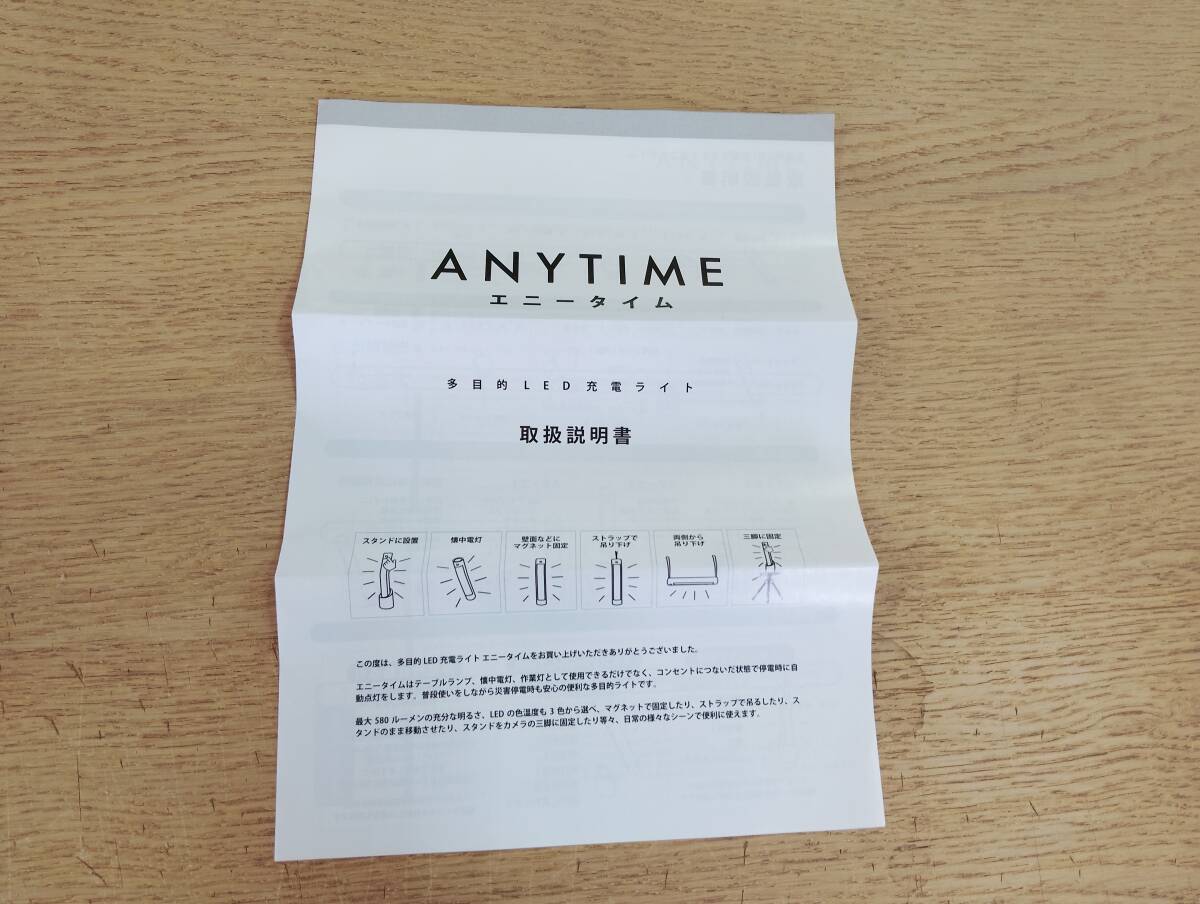 ANYTIME
エニータイム
多目的LED充電ライト
取扱説明書
スタンドに設置
懐中電灯
壁面などに
マグネット固定
ストラップで
吊り下げ
両側から
吊り下げ
三脚に固定
この度は、多目的 LED 充電ライト エニータイムをお買い上げいただきありがとうございました。
エニータイムはテーブルランプ、懐中電灯、作業灯として使用できるだけでなく、コンセントにつないだ状態で停電時に自
動点灯をします。普段使いをしながら災害停電時も安心の便利な多目的ライトです。
最大 580 ルーメンの充分な明るさ、LED の色温度も 3 色から選べ、マグネットで固定したり、ストラップで吊るしたり、ス
タンドのまま移動させたり、スタンドをカメラの三脚に固定したり等々、日常の様々なシーンで便利に使えます。